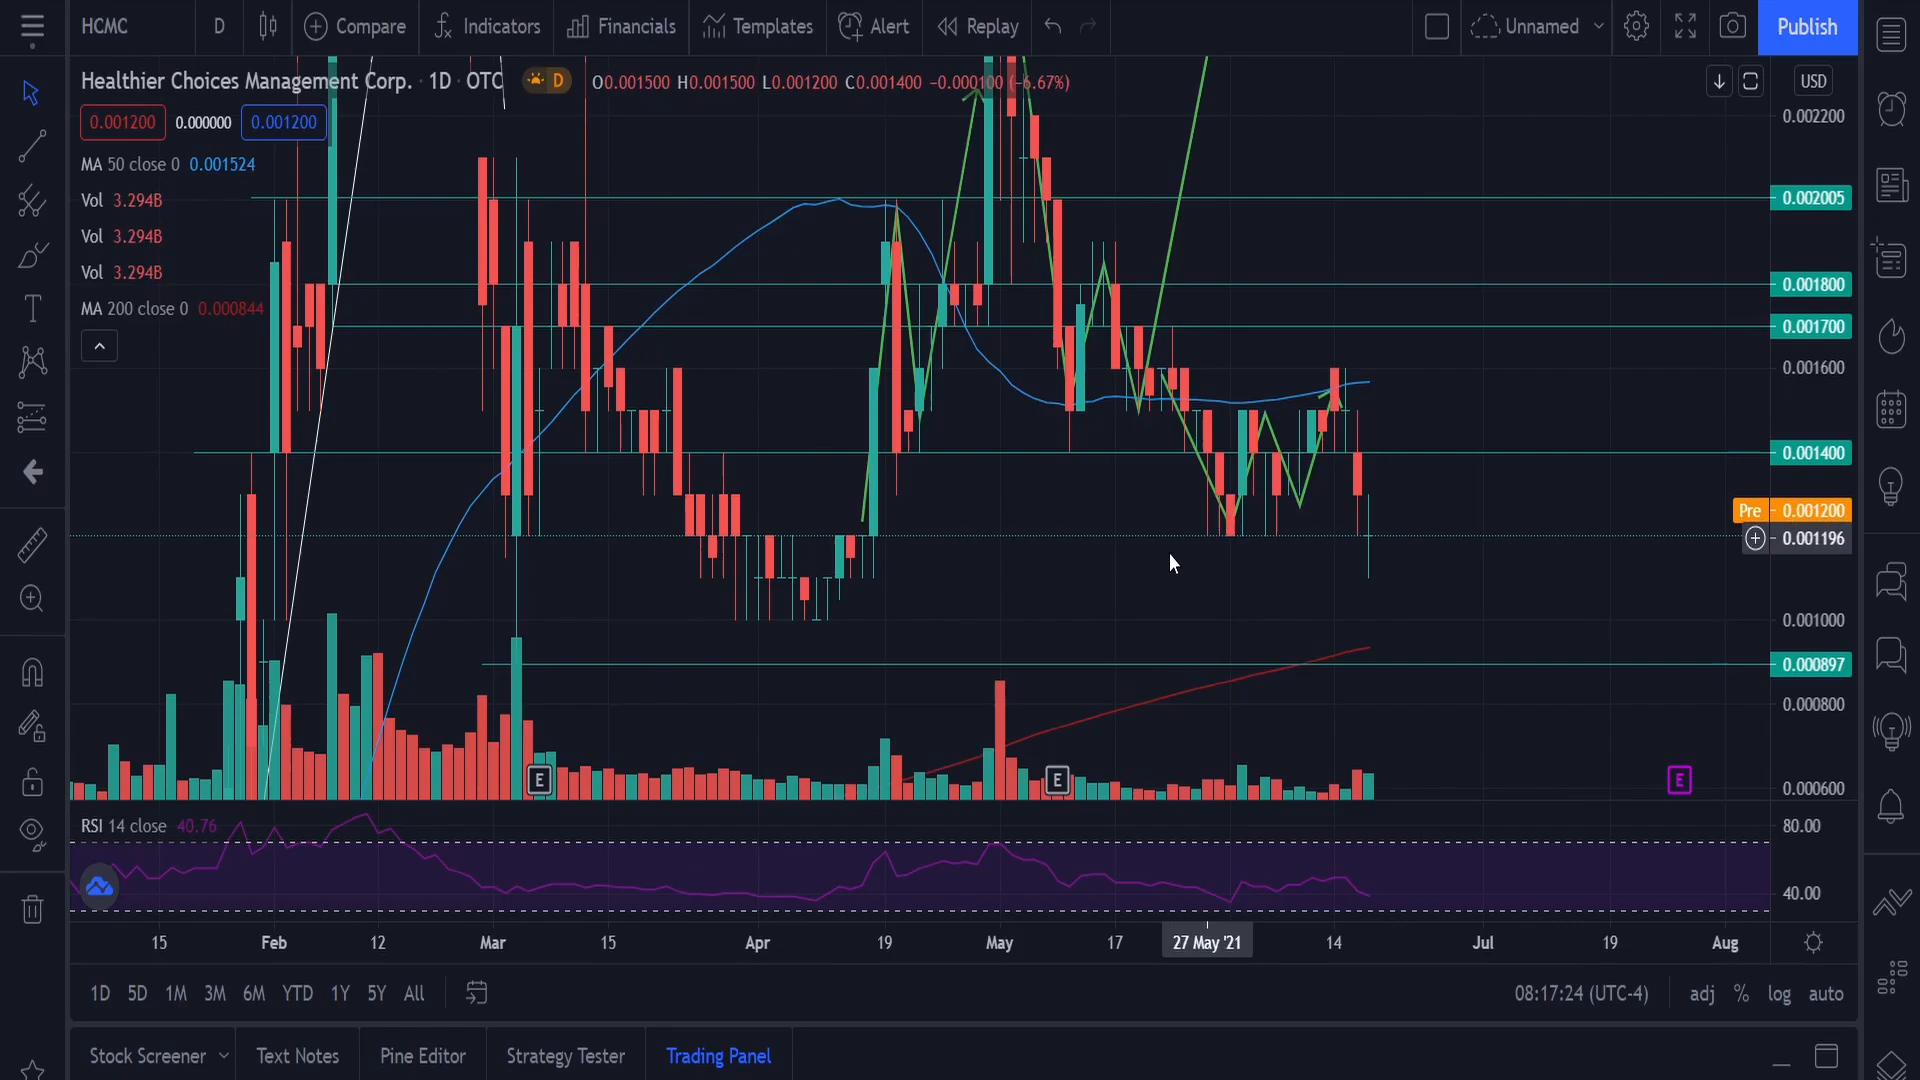 HCMC D Compare Indicators Financials Templates Alert Replay Unnamed Publish
Healthier Choices Management Corp. · 1D · OTC D O0.001500 H0.001500 L0.001200 C0.001400 −0.000100 (−6.67%) USD
0.001200 0.000000 0.001200
MA 50 close 0 0.001524
Vol 3.294B
Vol 3.294B
Vol 3.294B
MA 200 close 0 0.000844
0.002200
0.002005
0.001800
0.001700
0.001600
0.001400
Pre 0.001200
0.001196
0.001000
0.000897
0.000800
0.000600
E E E
RSI 14 close 40.76
80.00
40.00
15 Feb 12 Mar 15 Apr 19 May 17 27 May '21 14 Jul 19 Aug
1D 5D 1M 3M 6M YTD 1Y 5Y All 08:17:24 (UTC-4) adj % log auto
Stock Screener Text Notes Pine Editor Strategy Tester Trading Panel